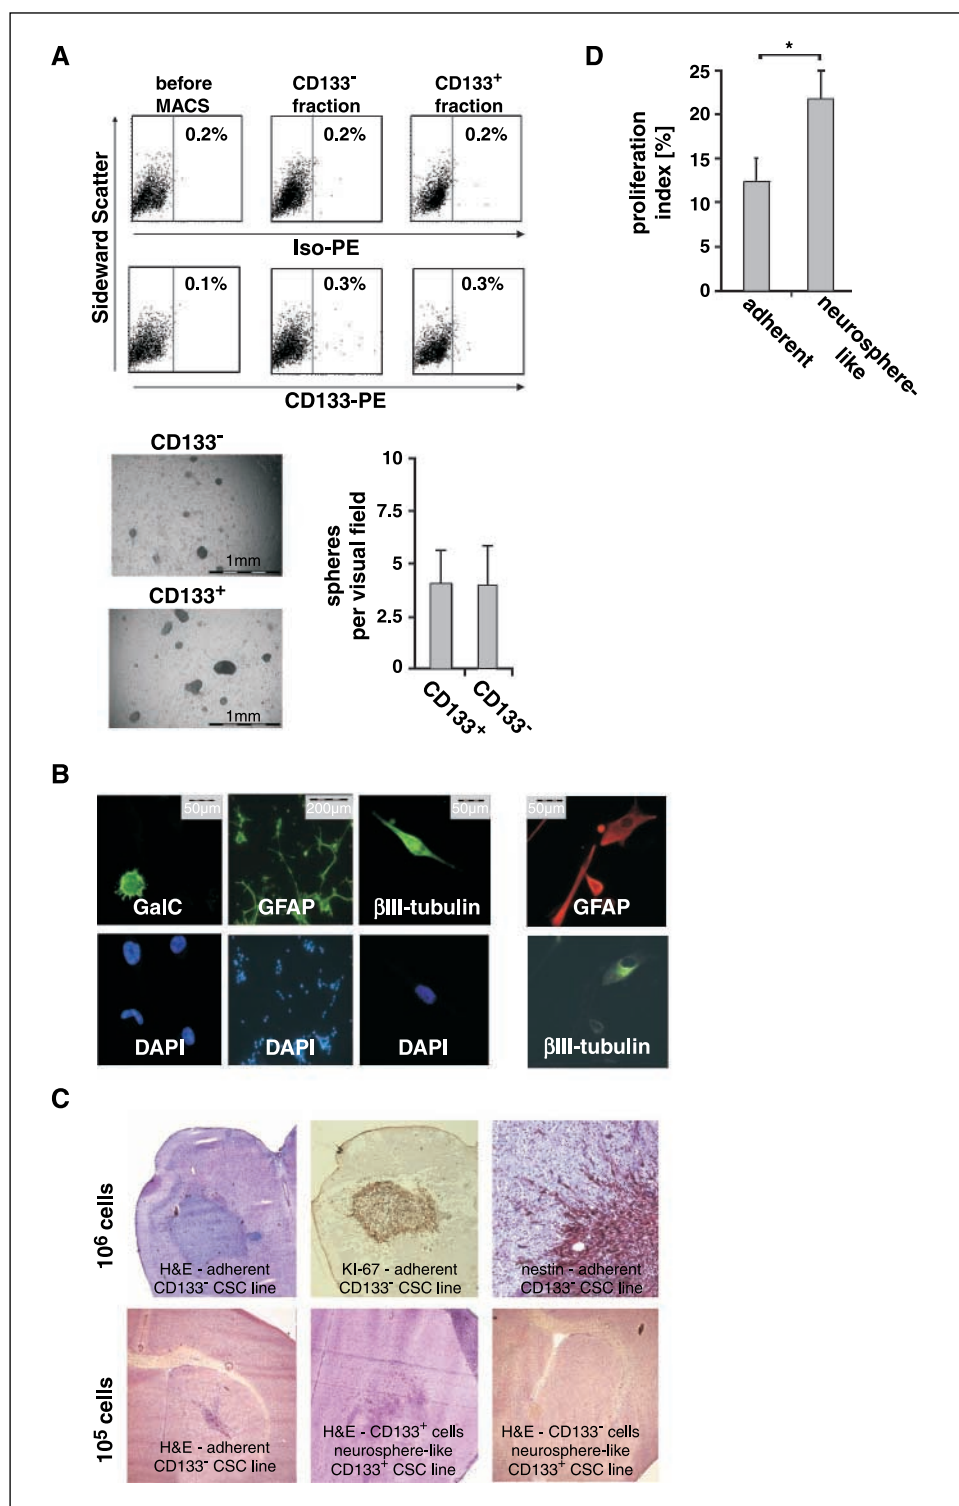 A
before
MACS
CD133-
fraction
CD133+
fraction
0.2%
0.2%
0.2%
Sideward Scatter
Iso-PE
0.1%
0.3%
0.3%
CD133-PE
CD133-
1mm
CD133+
1mm
spheres
per visual field
10
7.5
5
2.5
0
CD133+
CD133-
D
*
proliferation
index [%]
25
20
15
10
5
0
adherent
neurosphere-
like
B
50µm
GalC
200µm
GFAP
50µm
βIII-tubulin
50µm
GFAP
DAPI
DAPI
DAPI
βIII-tubulin
C
10⁶ cells
H&E - adherent
CD133- CSC line
KI-67 - adherent
CD133- CSC line
nestin - adherent
CD133- CSC line
10⁵ cells
H&E - adherent
CD133- CSC line
H&E - CD133+ cells
neurosphere-like
CD133+ CSC line
H&E - CD133- cells
neurosphere-like
CD133+ CSC line